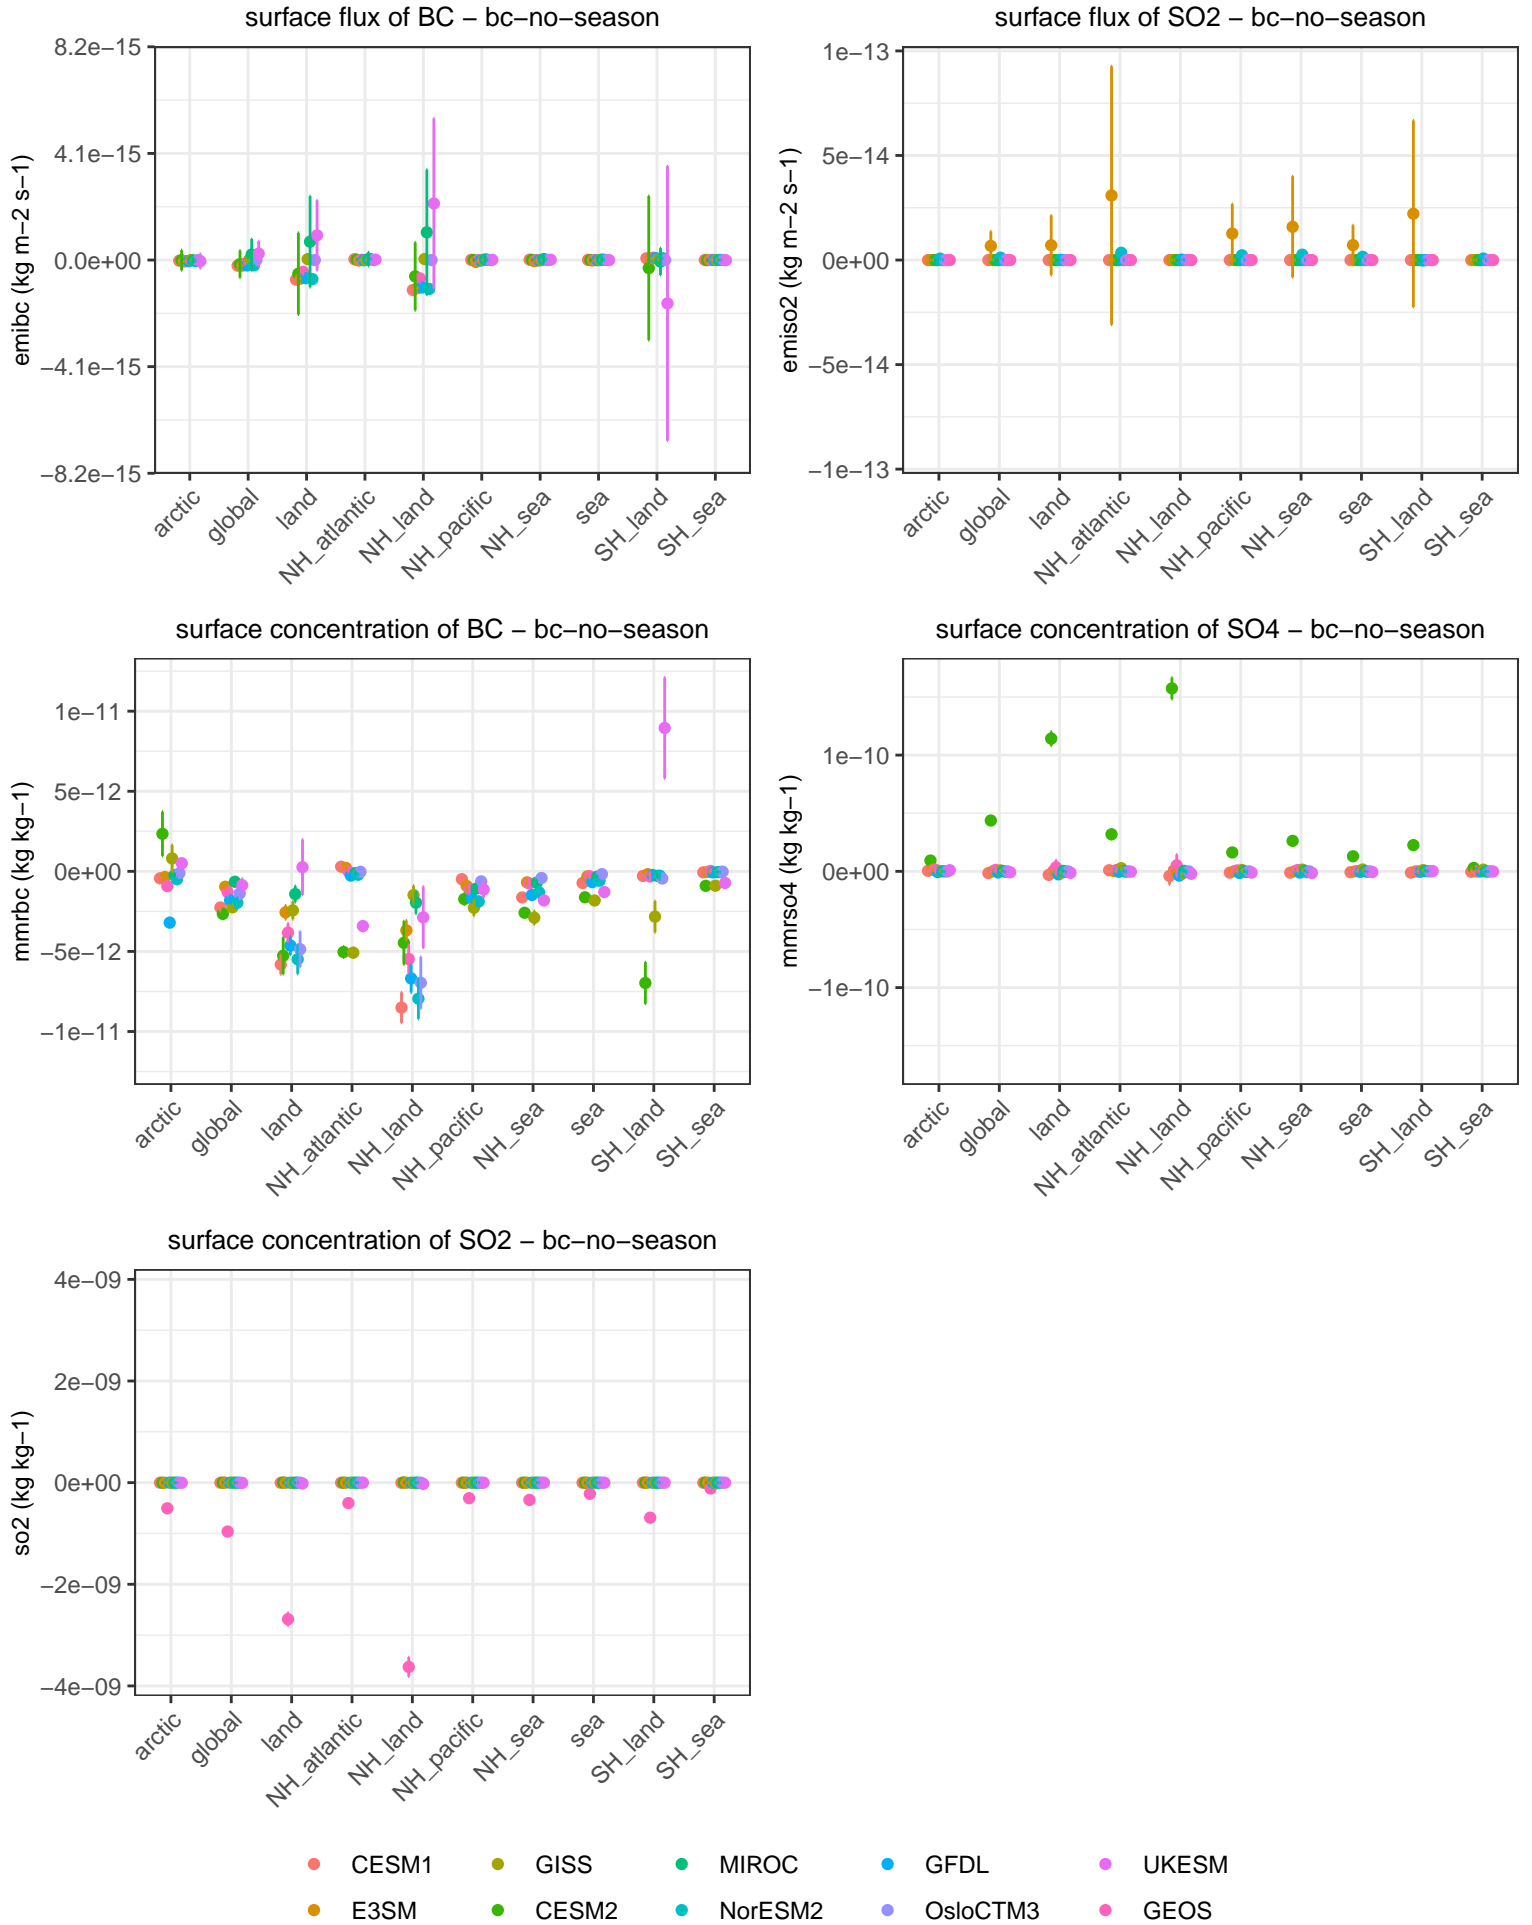 surface flux of BC − bc−no−season
emibc (kg m−2 s−1)
8.2e−15
4.1e−15
0.0e+00
−4.1e−15
−8.2e−15
arctic
global
land
NH_atlantic
NH_land
NH_pacific
NH_sea
sea
SH_land
SH_sea
surface flux of SO2 − bc−no−season
emiso2 (kg m−2 s−1)
1e−13
5e−14
0e+00
−5e−14
−1e−13
arctic
global
land
NH_atlantic
NH_land
NH_pacific
NH_sea
sea
SH_land
SH_sea
surface concentration of BC − bc−no−season
mmrbc (kg kg−1)
1e−11
5e−12
0e+00
−5e−12
−1e−11
arctic
global
land
NH_atlantic
NH_land
NH_pacific
NH_sea
sea
SH_land
SH_sea
surface concentration of SO4 − bc−no−season
mmrso4 (kg kg−1)
1e−10
0e+00
−1e−10
arctic
global
land
NH_atlantic
NH_land
NH_pacific
NH_sea
sea
SH_land
SH_sea
surface concentration of SO2 − bc−no−season
so2 (kg kg−1)
4e−09
2e−09
0e+00
−2e−09
−4e−09
arctic
global
land
NH_atlantic
NH_land
NH_pacific
NH_sea
sea
SH_land
SH_sea
CESM1 GISS MIROC GFDL UKESM
E3SM CESM2 NorESM2 OsloCTM3 GEOS